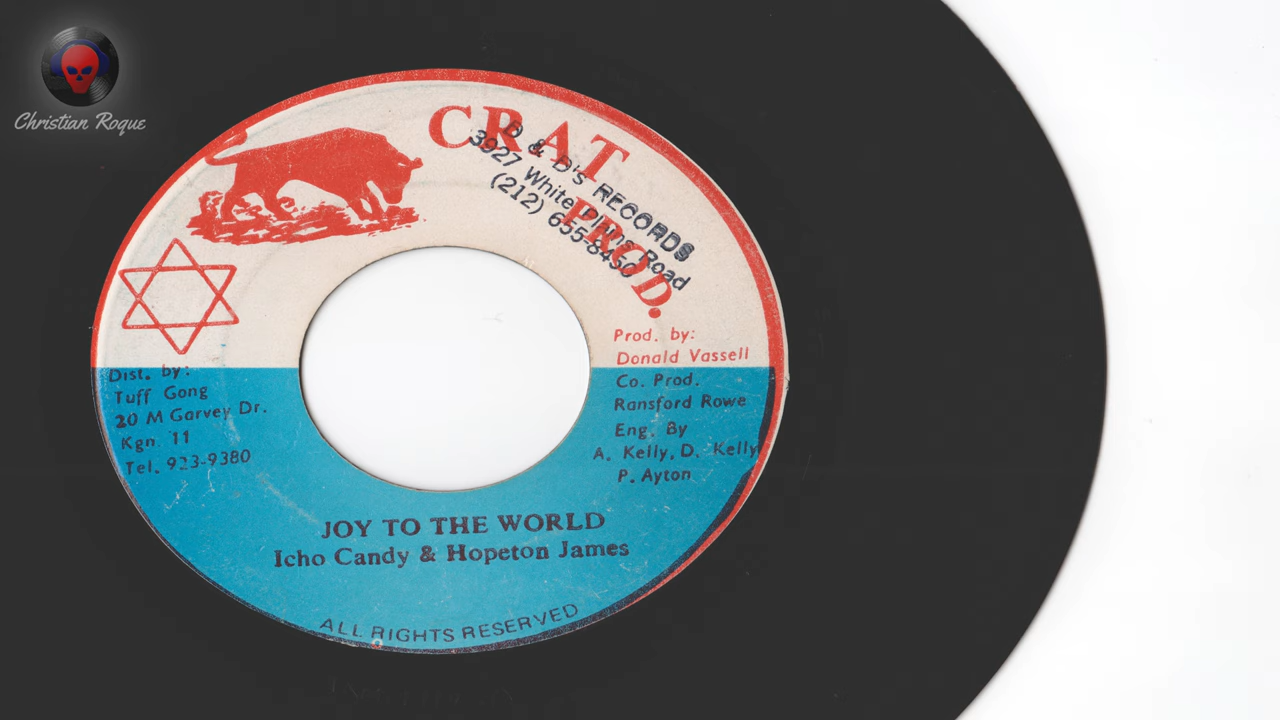 Christian Roque
CRAT
PROD.
D & D's RECORDS
3927 White Plains Road
(212) 655-8450
Prod. by:
Donald Vassell
Co. Prod.
Ransford Rowe
Eng. By
A. Kelly, D. Kelly
P. Ayton
Dist. by:
Tuff Gong
20 M Garvey Dr.
Kgn. 11
Tel. 923-9380
JOY TO THE WORLD
Icho Candy & Hopeton James
ALL RIGHTS RESERVED